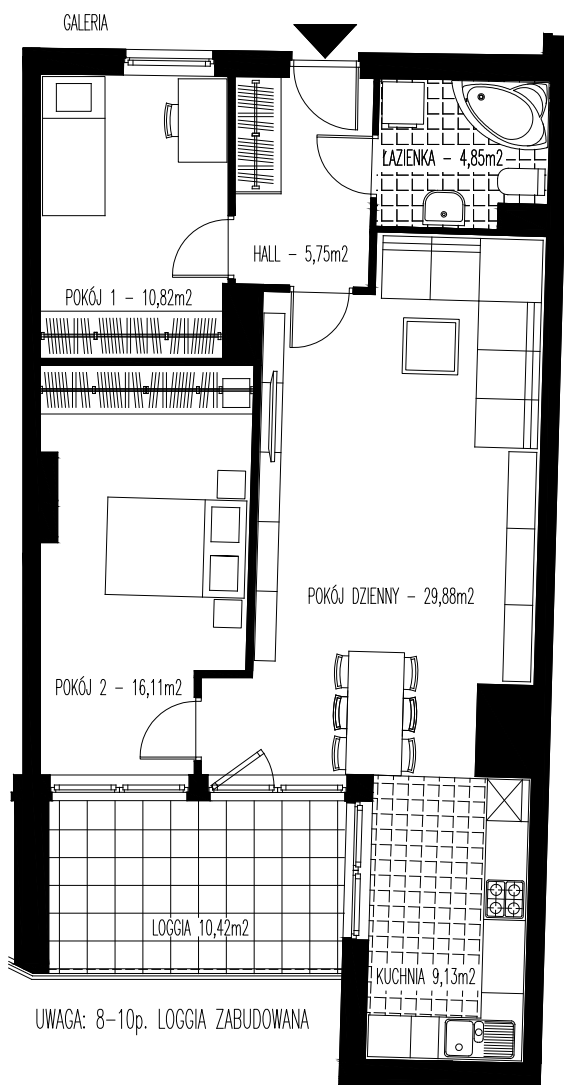 GALERIA
ŁAZIENKA - 4,85m2
HALL - 5,75m2
POKÓJ 1 - 10,82m2
POKÓJ DZIENNY - 29,88m2
POKÓJ 2 - 16,11m2
LOGGIA 10,42m2
KUCHNIA 9,13m2
UWAGA: 8-10p. LOGGIA ZABUDOWANA